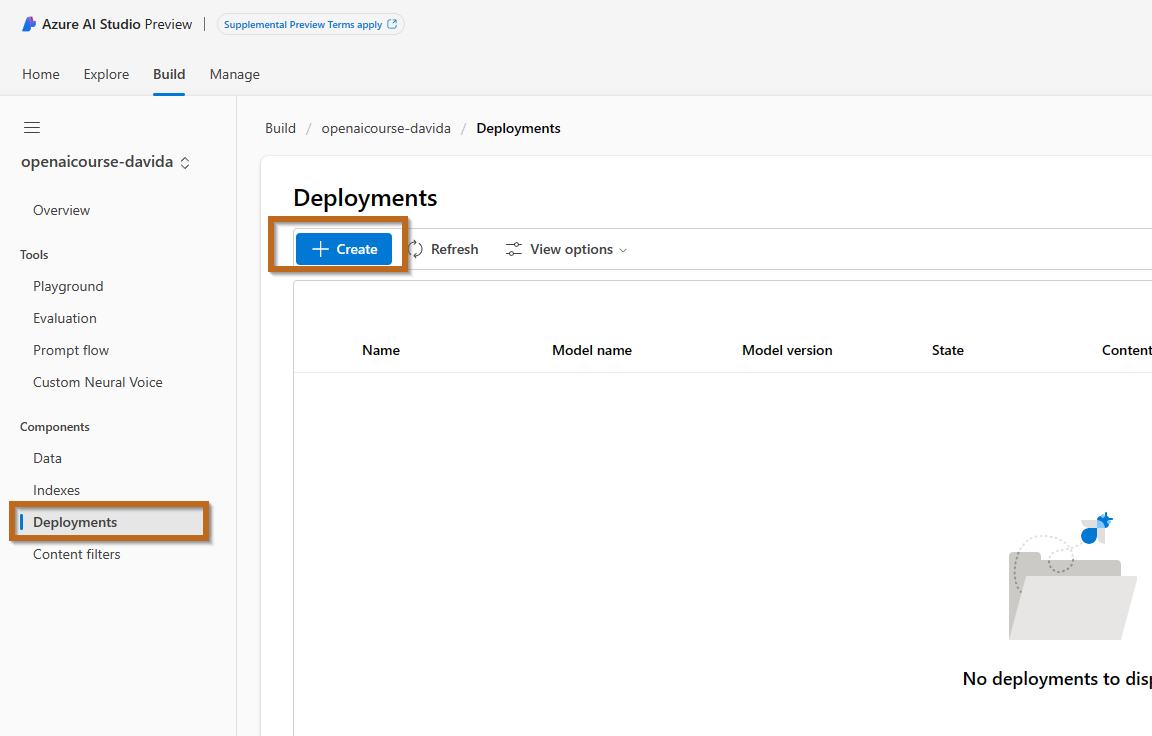 Azure AI Studio Preview | Supplemental Preview Terms apply
Home Explore Build Manage
Build / openaicourse-davida / Deployments
openaicourse-davida
Overview
Tools
Playground
Evaluation
Prompt flow
Custom Neural Voice
Components
Data
Indexes
Deployments
Content filters
Deployments
Create Refresh View options
Name Model name Model version State Content
No deployments to disp